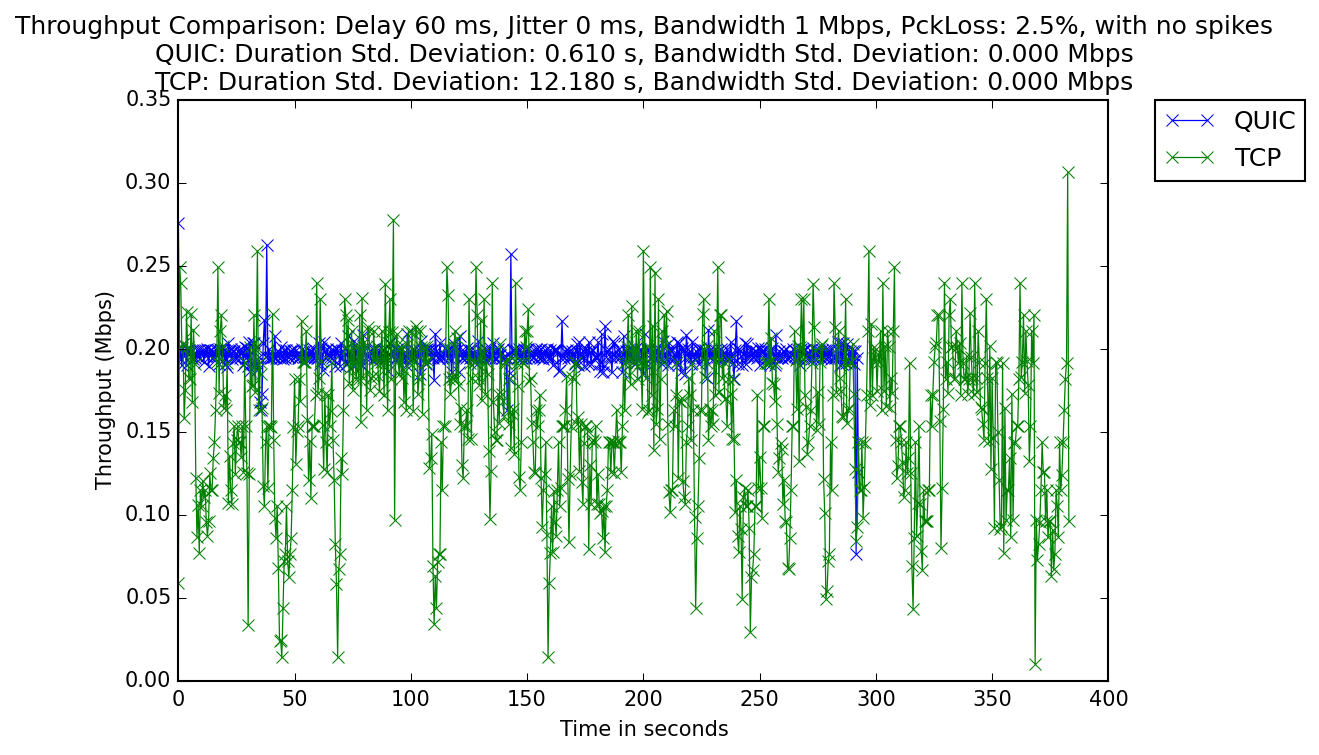 Throughput Comparison: Delay 60 ms, Jitter 0 ms, Bandwidth 1 Mbps, PckLoss: 2.5%, with no spikes
QUIC: Duration Std. Deviation: 0.610 s, Bandwidth Std. Deviation: 0.000 Mbps
TCP: Duration Std. Deviation: 12.180 s, Bandwidth Std. Deviation: 0.000 Mbps
0.35
0.30
0.25
0.20
0.15
0.10
0.05
0.00
Throughput (Mbps)
0 50 100 150 200 250 300 350 400
Time in seconds
QUIC
TCP